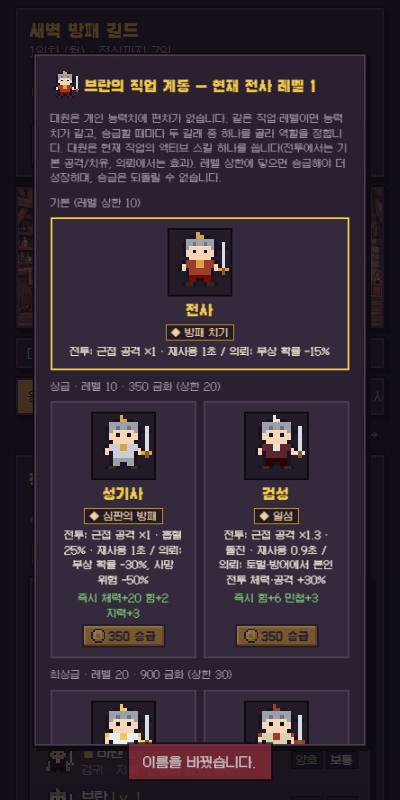 새벽 방패 길드
브란의 직업 계통 – 현재 전사 레벨 1
대원은 개인 능력치에 편차가 없습니다. 같은 직업·레벨이면 능력
치가 같고, 승급할 때마다 두 갈래 중 하나를 골라 역할을 정합니
다. 대원은 현재 직업의 액티브 스킬 하나를 씁니다(전투에서는 기
본 공격/치유, 의뢰에서는 효과). 레벨 상한에 닿으면 승급해야 더
성장하며, 승급은 되돌릴 수 없습니다.
기본 (레벨 상한 10)
전사
◆ 방패 치기
전투: 근접 공격 ×1 · 재사용 1초 / 의뢰: 부상 확률 -15%
상급 · 레벨 10 · 350 금화 (상한 20)
성기사
◆ 심판의 방패
전투: 근접 공격 ×1 · 흡혈
25% · 재사용 1초 / 의뢰:
부상 확률 -30%, 사망
위험 -50%
즉시 체력+20 힘+2
지력+3
350 승급
검성
◆ 일섬
전투: 근접 공격 ×1.3 ·
돌진 · 재사용 0.9초 /
의뢰: 토벌·방어에서 본인
전투 체력·공격 +30%
즉시 힘+6 민첩+3
350 승급
최상급 · 레벨 20 · 900 금화 (상한 30)
이름을 바꿨습니다.
양호 보통
브란 Lv.1